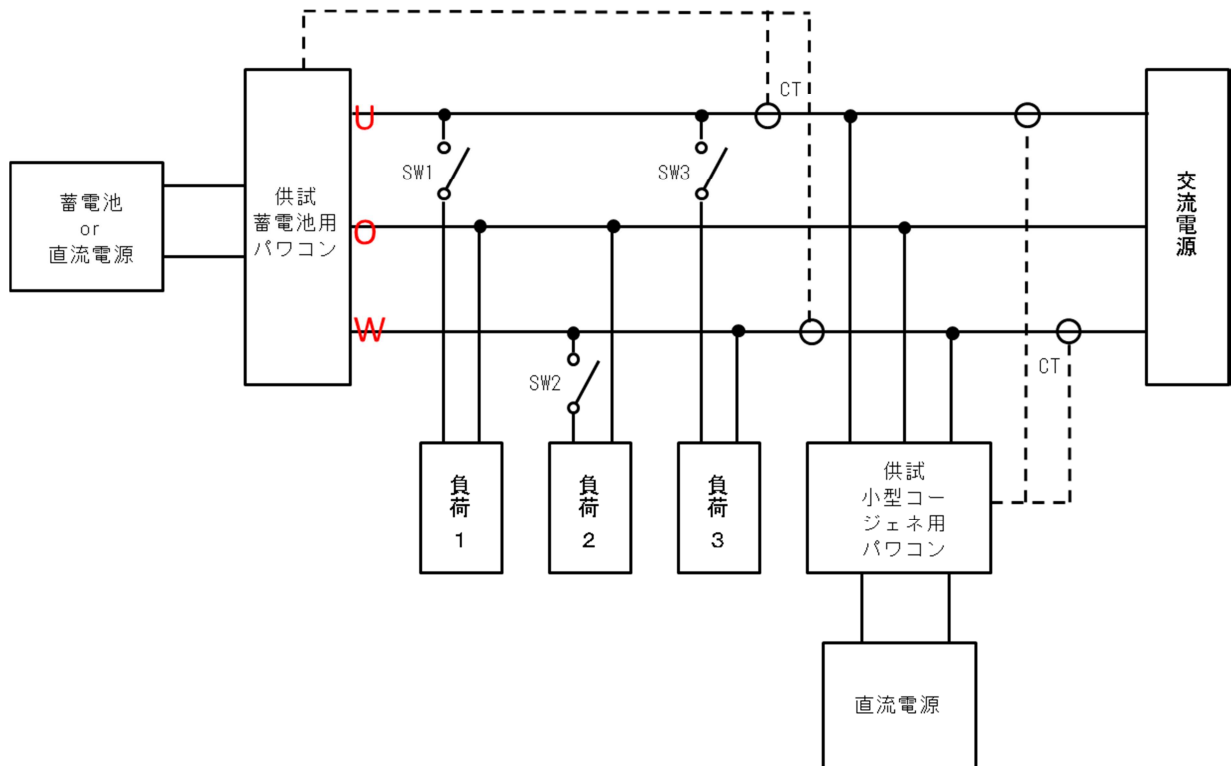 CT
U
SW1
SW3
蓄電池
or
直流電源
供試
蓄電池用
パワコン
O
交流電源
W
SW2
CT
負荷
1
負荷
2
負荷
3
供試
小型コー
ジェネ用
パワコン
直流電源